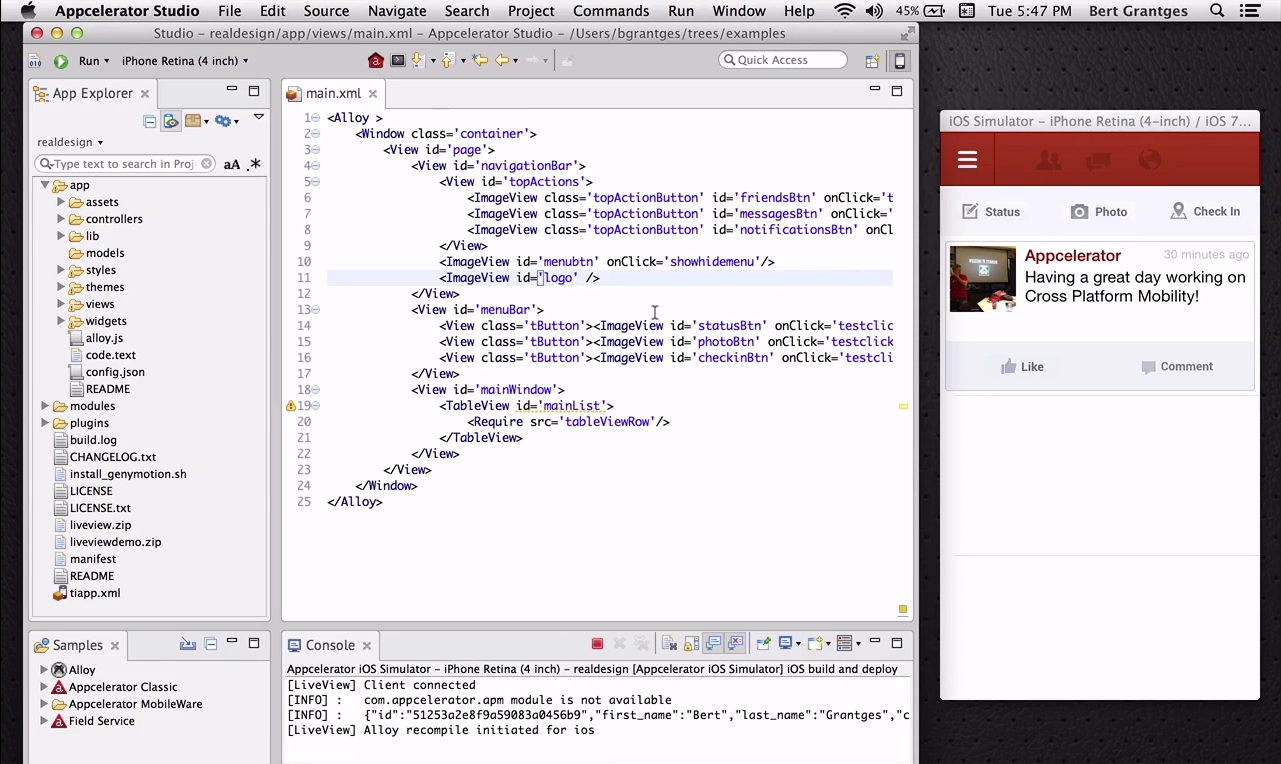 Appcelerator Studio File Edit Source Navigate Search Project Commands Run Window Help 45% Tue 5:47 PM Bert Grantges
Studio – realdesign/app/views/main.xml – Appcelerator Studio – /Users/bgrantges/trees/examples
Run iPhone Retina (4 inch) Quick Access
App Explorer
realdesign
Type text to search in Proj aA .*
app
assets
controllers
lib
models
styles
themes
views
widgets
alloy.js
code.text
config.json
README
modules
plugins
build.log
CHANGELOG.txt
install_genymotion.sh
LICENSE
LICENSE.txt
liveview.zip
liveviewdemo.zip
manifest
README
tiapp.xml
main.xml
1 <Alloy >
2 <Window class='container'>
3 <View id='page'>
4 <View id='navigationBar'>
5 <View id='topActions'>
6 <ImageView class='topActionButton' id='friendsBtn' onClick='t
7 <ImageView class='topActionButton' id='messagesBtn' onClick='
8 <ImageView class='topActionButton' id='notificationsBtn' onCl
9 </View>
10 <ImageView id='menubtn' onClick='showhidemenu'/>
11 <ImageView id='logo' />
12 </View>
13 <View id='menuBar'>
14 <View class='tButton'><ImageView id='statusBtn' onClick='testclic
15 <View class='tButton'><ImageView id='photoBtn' onClick='testclick
16 <View class='tButton'><ImageView id='checkinBtn' onClick='testcli
17 </View>
18 <View id='mainWindow'>
19 <TableView id='mainList'>
20 <Require src='tableViewRow'/>
21 </TableView>
22 </View>
23 </View>
24 </Window>
25 </Alloy>
Samples
Alloy
Appcelerator Classic
Appcelerator MobileWare
Field Service
Console
Appcelerator iOS Simulator – iPhone Retina (4 inch) – realdesign [Appcelerator iOS Simulator] iOS build and deploy
[LiveView] Client connected
[INFO] : com.appcelerator.apm module is not available
[INFO] : {"id":"51253a2e8f9a59083a0456b9","first_name":"Bert","last_name":"Grantges","c
[LiveView] Alloy recompile initiated for ios
iOS Simulator – iPhone Retina (4-inch) / iOS 7...
Status Photo Check In
Appcelerator 30 minutes ago
Having a great day working on
Cross Platform Mobility!
Like Comment